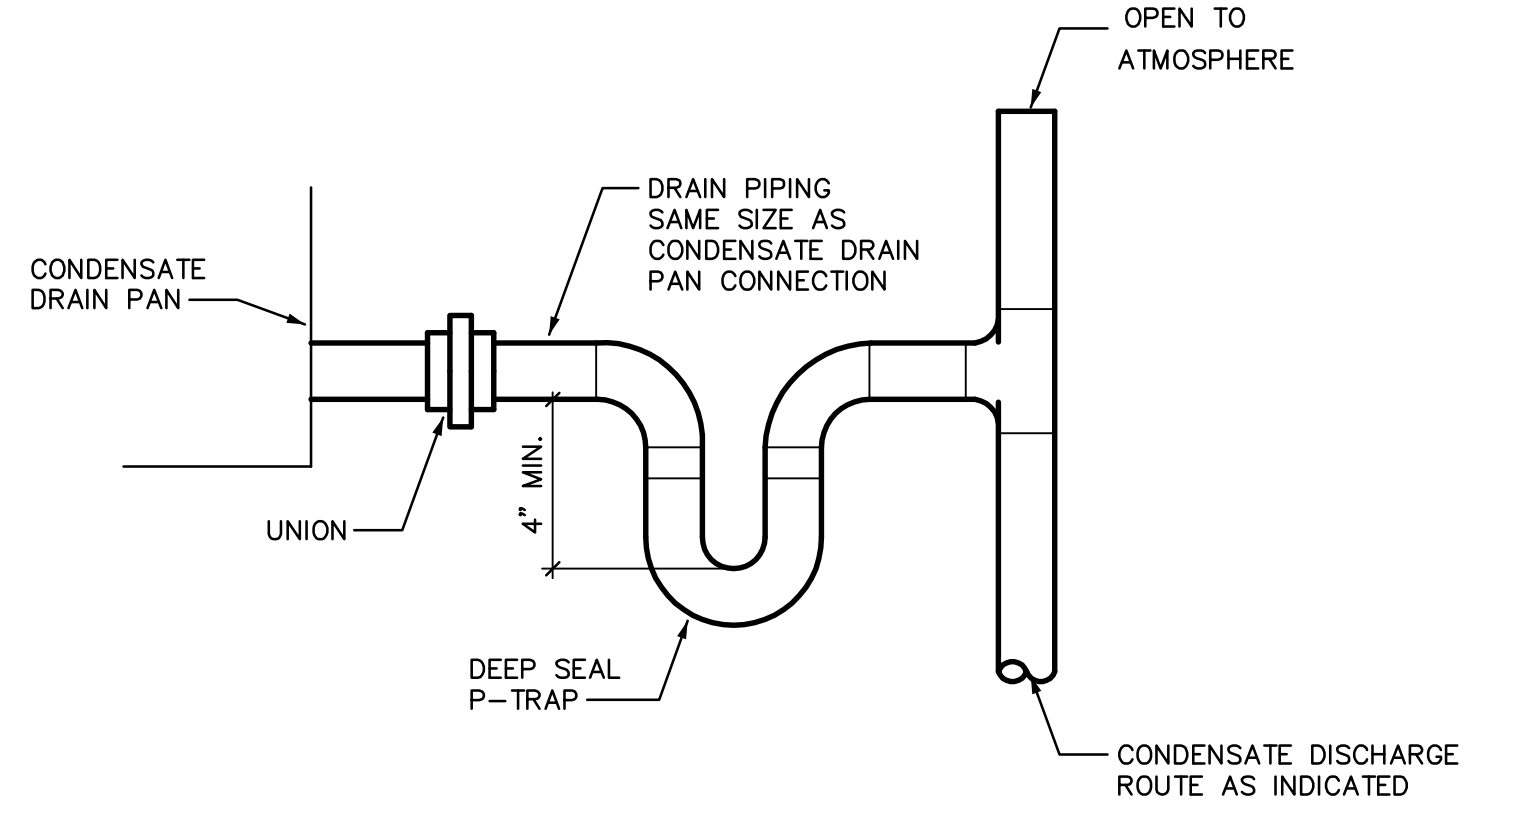 OPEN TO
ATMOSPHERE
DRAIN PIPING
SAME SIZE AS
CONDENSATE DRAIN
PAN CONNECTION
CONDENSATE
DRAIN PAN
4” MIN.
UNION
DEEP SEAL
P-TRAP
CONDENSATE DISCHARGE
ROUTE AS INDICATED